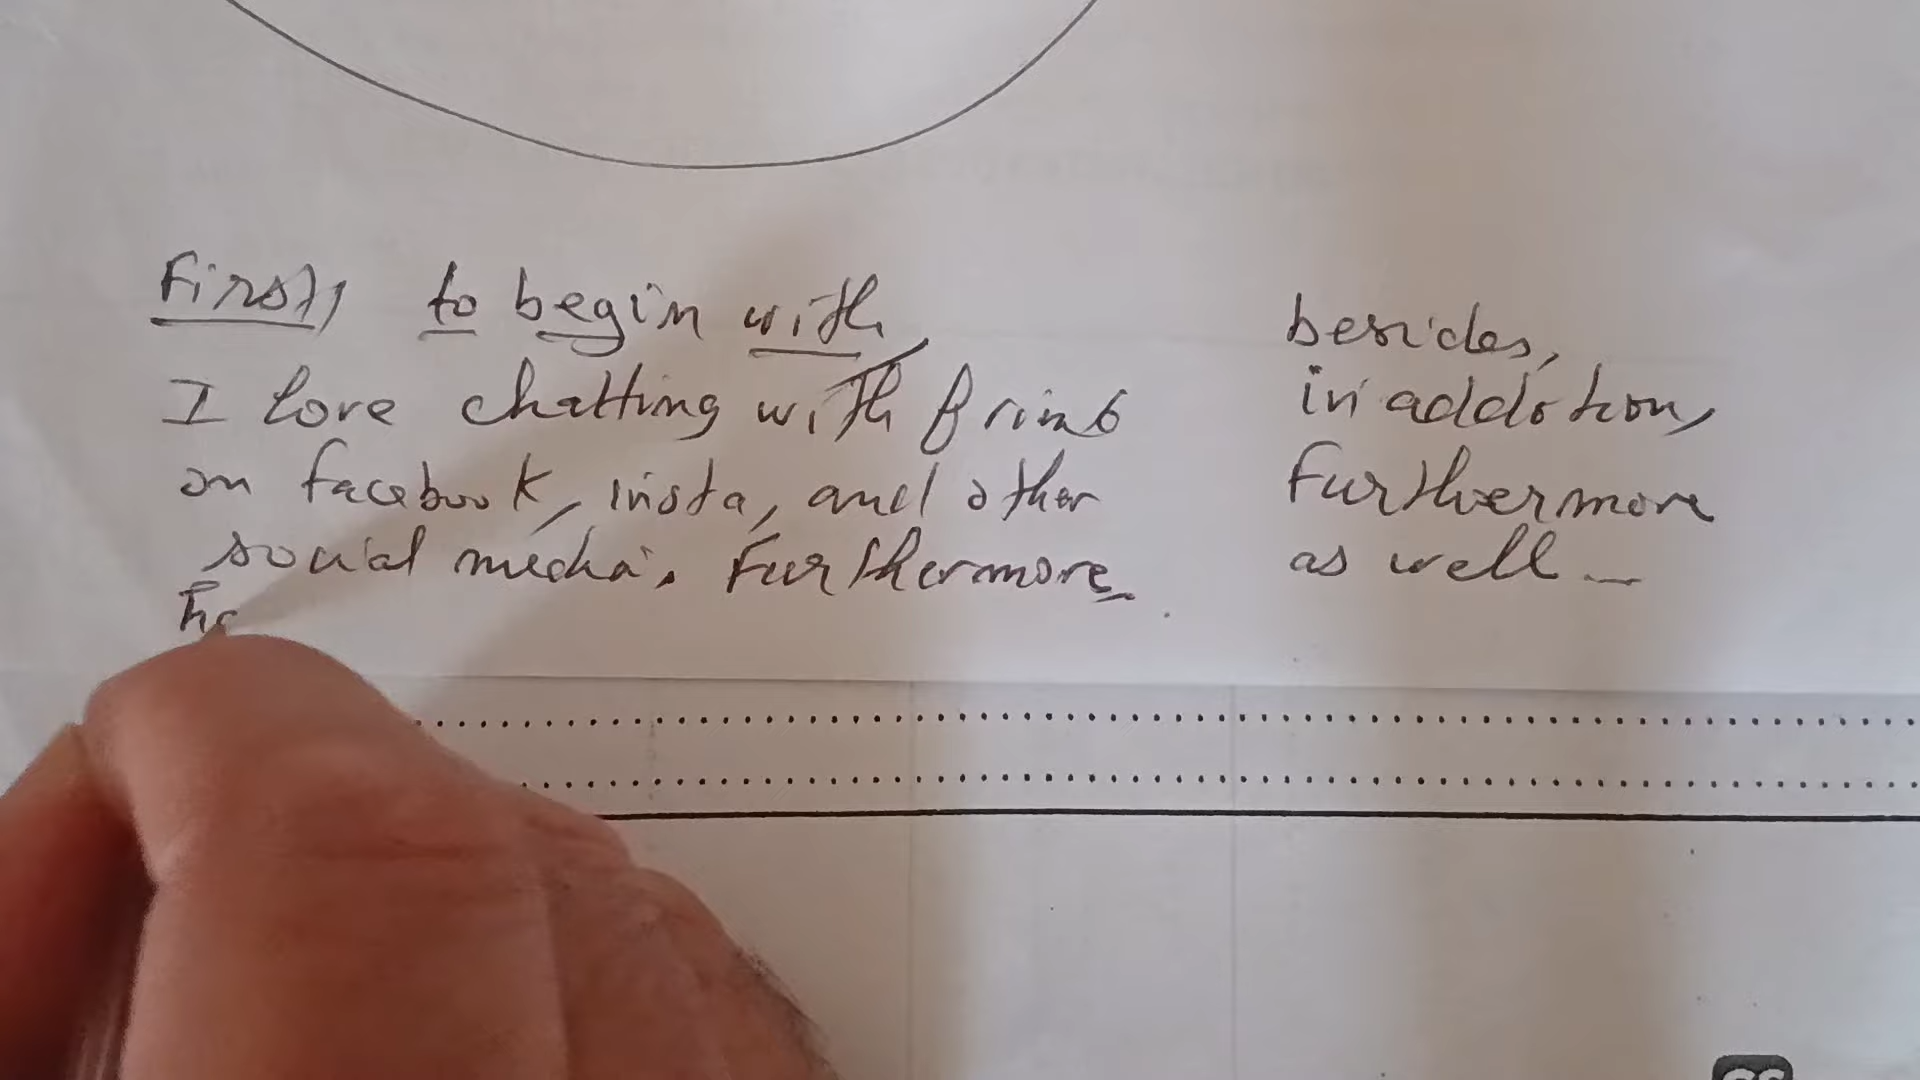 Firstly to begin with,
I love chatting with
on facebook, insta, and other
social media. Furthermore,
besides,
in addition,
Furthermore
as well